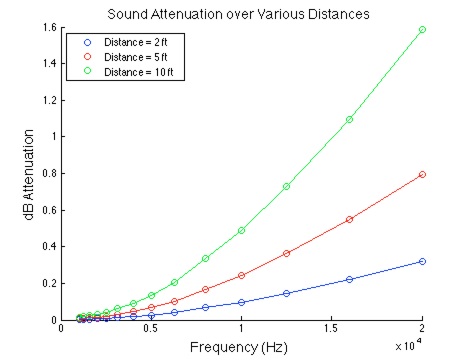 Sound Attenuation over Various Distances
1.6
Distance = 2 ft
Distance = 5 ft
Distance = 10 ft
1.4
1.2
1
0.8
0.6
0.4
0.2
0
dB Attenuation
0 0.5 1 1.5 2
Frequency (Hz)
x 10^4